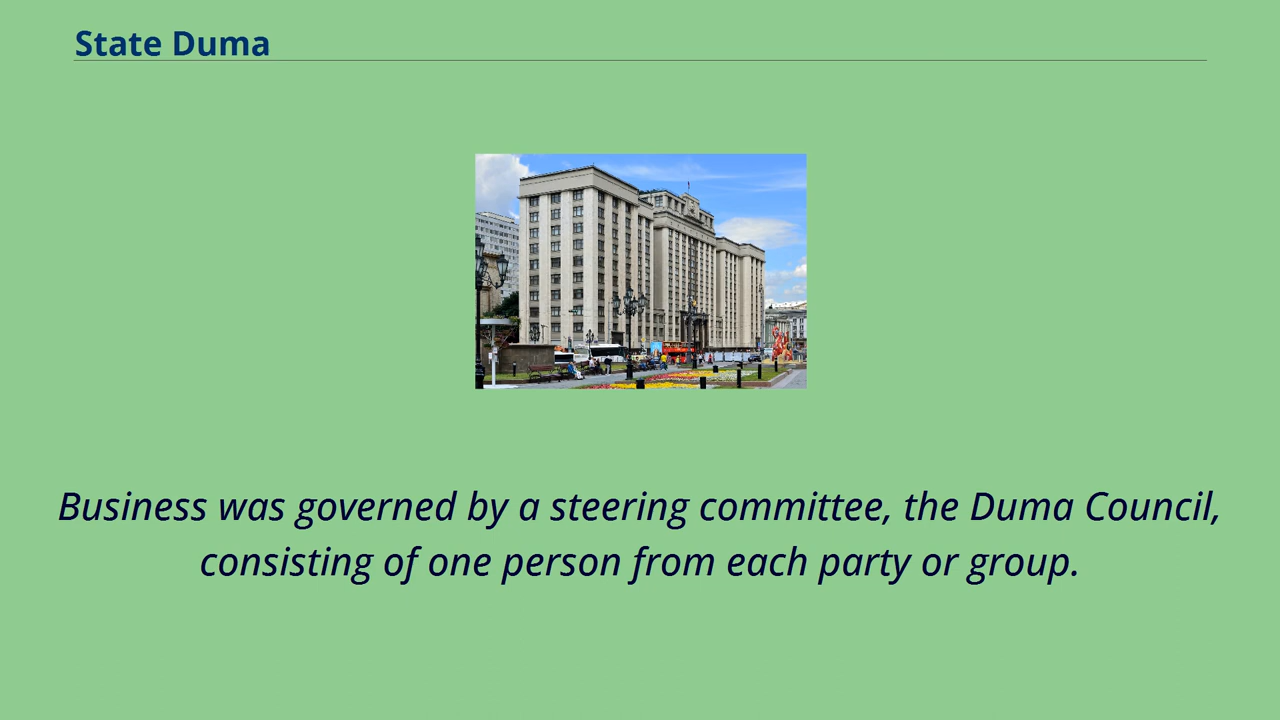 State Duma
Business was governed by a steering committee, the Duma Council,
consisting of one person from each party or group.